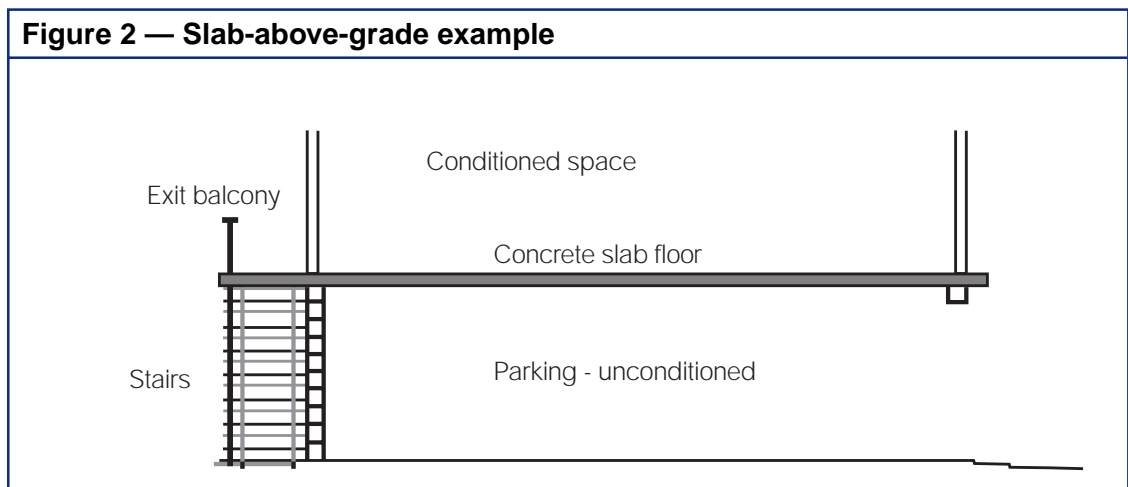 Figure 2 — Slab-above-grade example
Conditioned space
Exit balcony
Concrete slab floor
Stairs
Parking - unconditioned